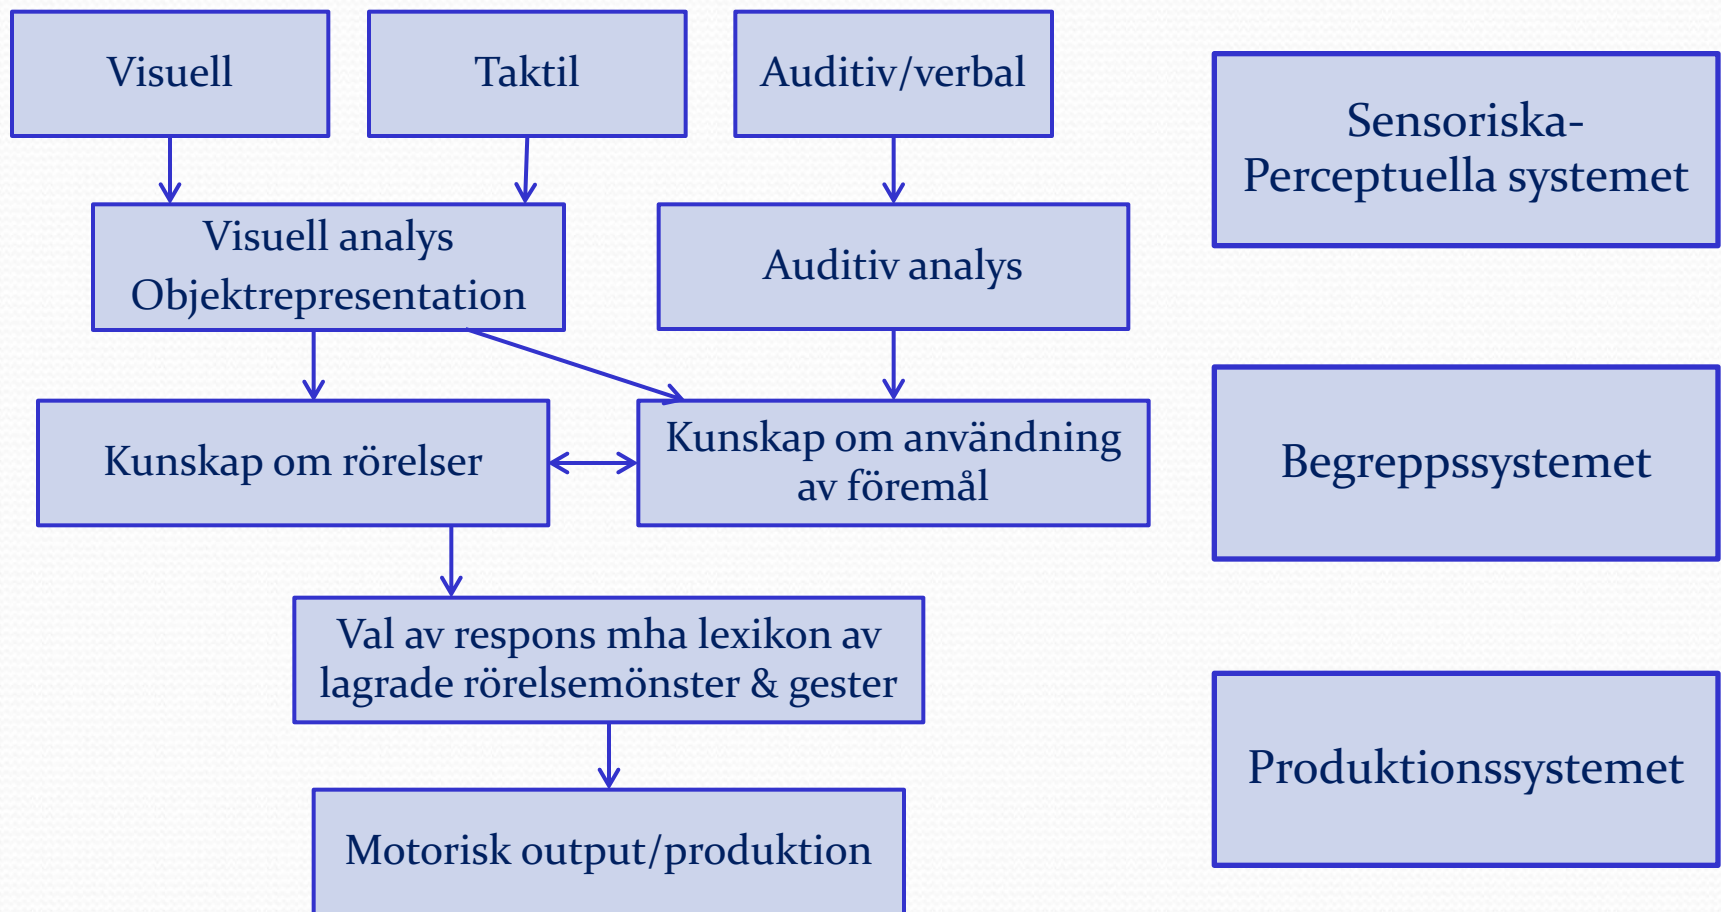 Visuell
Taktil
Auditiv/verbal
Sensoriska-
Perceptuella systemet
Visuell analys
Objektrepresentation
Auditiv analys
Kunskap om rörelser
Kunskap om användning
av föremål
Begreppssystemet
Val av respons mha lexikon av
lagrade rörelsemönster & gester
Produktionssystemet
Motorisk output/produktion